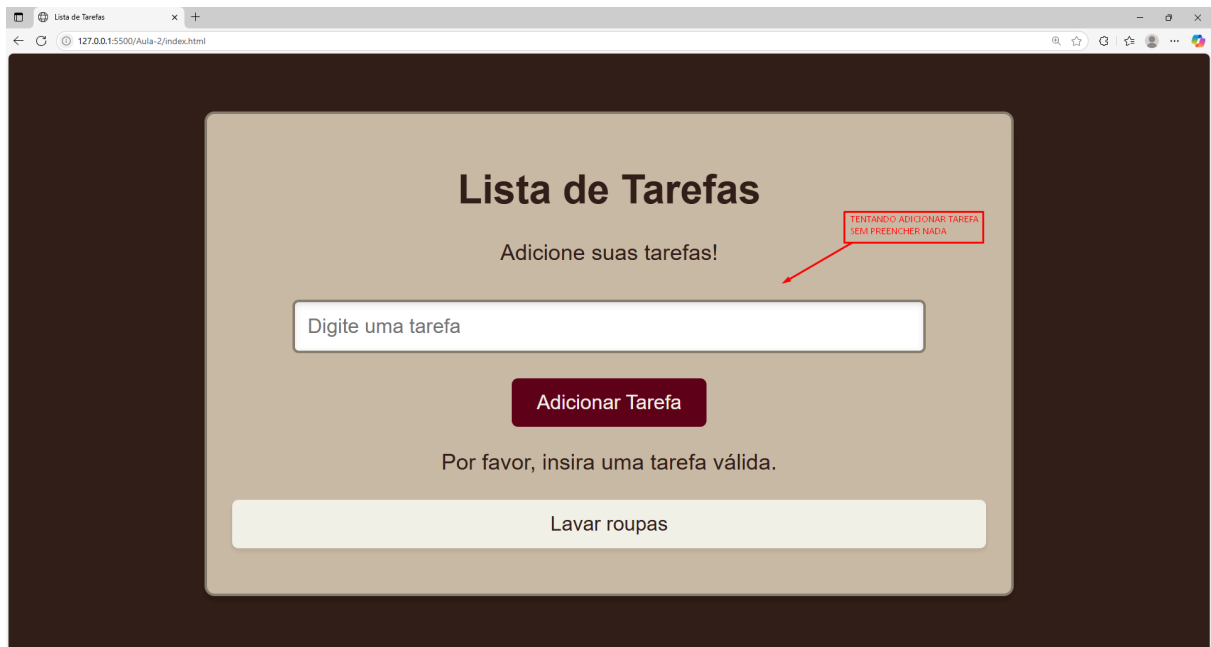 Lista de Tarefas
127.0.0.1:5500/Aula-2/index.html
Lista de Tarefas
TENTANDO ADICIONAR TAREFA
SEM PREENCHER NADA
Adicione suas tarefas!
Digite uma tarefa
Adicionar Tarefa
Por favor, insira uma tarefa válida.
Lavar roupas